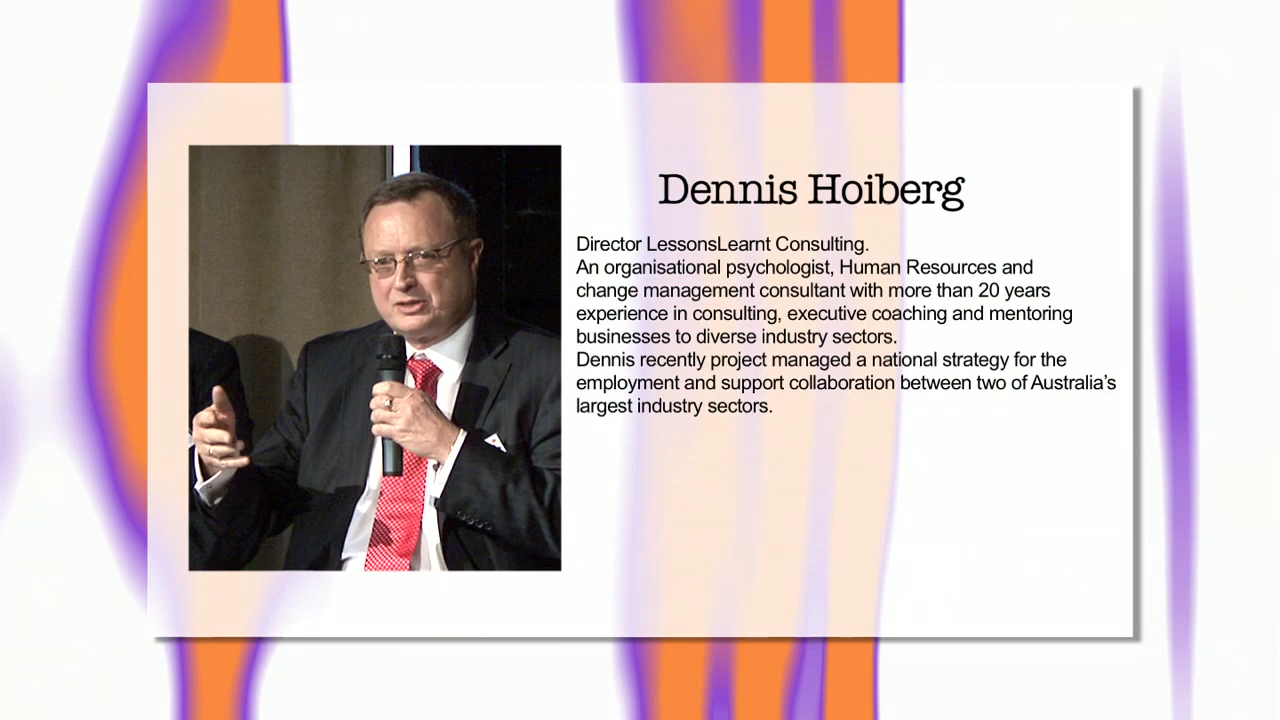 Dennis Hoiberg
Director LessonsLearnt Consulting.
An organisational psychologist, Human Resources and
change management consultant with more than 20 years
experience in consulting, executive coaching and mentoring
businesses to diverse industry sectors.
Dennis recently project managed a national strategy for the
employment and support collaboration between two of Australia’s
largest industry sectors.